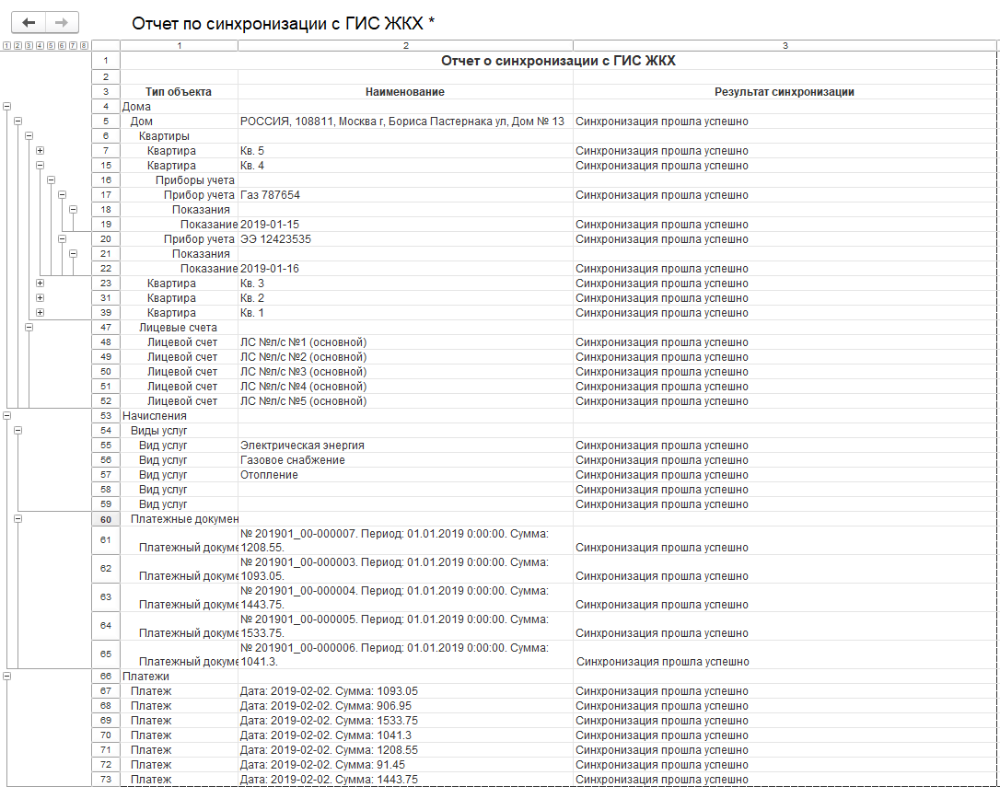 Отчет по синхронизации с ГИС ЖКХ *
1 2 3 4 5 6 7 8 1 2 3
1 Отчет о синхронизации с ГИС ЖКХ
2
3 Тип объекта Наименование Результат синхронизации
4 Дома
5 Дом РОССИЯ, 108811, Москва г, Бориса Пастернака ул, Дом № 13 Синхронизация прошла успешно
6 Квартиры
7 Квартира Кв. 5 Синхронизация прошла успешно
15 Квартира Кв. 4 Синхронизация прошла успешно
16 Приборы учета
17 Прибор учета Газ 787654 Синхронизация прошла успешно
18 Показания
19 Показание 2019-01-15 Синхронизация прошла успешно
20 Прибор учета ЭЭ 12423535 Синхронизация прошла успешно
21 Показания
22 Показание 2019-01-16 Синхронизация прошла успешно
23 Квартира Кв. 3 Синхронизация прошла успешно
31 Квартира Кв. 2 Синхронизация прошла успешно
39 Квартира Кв. 1 Синхронизация прошла успешно
47 Лицевые счета
48 Лицевой счет ЛС №л/с №1 (основной) Синхронизация прошла успешно
49 Лицевой счет ЛС №л/с №2 (основной) Синхронизация прошла успешно
50 Лицевой счет ЛС №л/с №3 (основной) Синхронизация прошла успешно
51 Лицевой счет ЛС №л/с №4 (основной) Синхронизация прошла успешно
52 Лицевой счет ЛС №л/с №5 (основной) Синхронизация прошла успешно
53 Начисления
54 Виды услуг
55 Вид услуг Электрическая энергия Синхронизация прошла успешно
56 Вид услуг Газовое снабжение Синхронизация прошла успешно
57 Вид услуг Отопление Синхронизация прошла успешно
58 Вид услуг Синхронизация прошла успешно
59 Вид услуг Синхронизация прошла успешно
60 Платежные докумен
№ 201901_00-000007. Период: 01.01.2019 0:00:00. Сумма:
61 Платежный докуме 1208.55. Синхронизация прошла успешно
№ 201901_00-000003. Период: 01.01.2019 0:00:00. Сумма:
62 Платежный докуме 1093.05. Синхронизация прошла успешно
№ 201901_00-000004. Период: 01.01.2019 0:00:00. Сумма:
63 Платежный докуме 1443.75. Синхронизация прошла успешно
№ 201901_00-000005. Период: 01.01.2019 0:00:00. Сумма:
64 Платежный докуме 1533.75. Синхронизация прошла успешно
№ 201901_00-000006. Период: 01.01.2019 0:00:00. Сумма:
65 Платежный докуме 1041.3. Синхронизация прошла успешно
66 Платежи
67 Платеж Дата: 2019-02-02. Сумма: 1093.05 Синхронизация прошла успешно
68 Платеж Дата: 2019-02-02. Сумма: 906.95 Синхронизация прошла успешно
69 Платеж Дата: 2019-02-02. Сумма: 1533.75 Синхронизация прошла успешно
70 Платеж Дата: 2019-02-02. Сумма: 1041.3 Синхронизация прошла успешно
71 Платеж Дата: 2019-02-02. Сумма: 1208.55 Синхронизация прошла успешно
72 Платеж Дата: 2019-02-02. Сумма: 91.45 Синхронизация прошла успешно
73 Платеж Дата: 2019-02-02. Сумма: 1443.75 Синхронизация прошла успешно